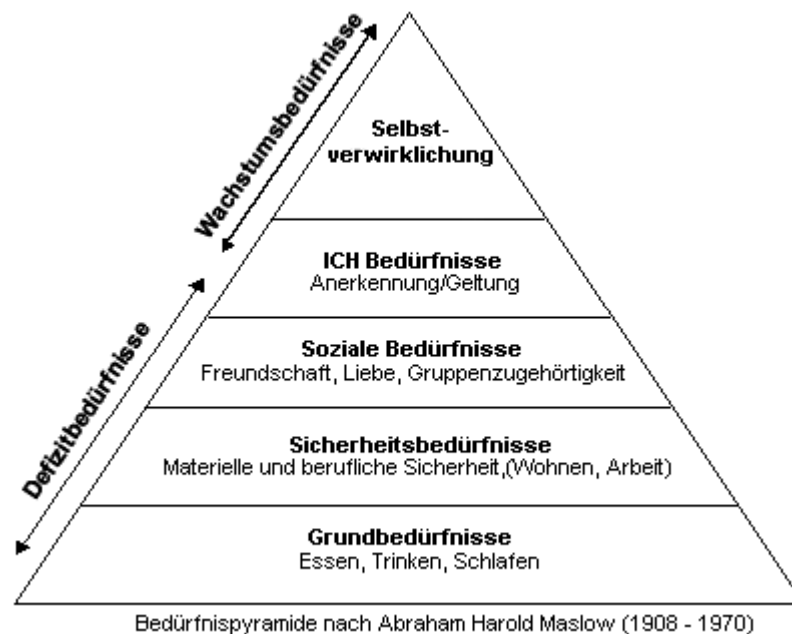 Wachstumsbedürfnisse
Selbst-
verwirklichung
ICH Bedürfnisse
Anerkennung/Geltung
Defizitbedürfnisse
Soziale Bedürfnisse
Freundschaft, Liebe, Gruppenzugehörtigkeit
Sicherheitsbedürfnisse
Materielle und berufliche Sicherheit,(Wohnen, Arbeit)
Grundbedürfnisse
Essen, Trinken, Schlafen
Bedürfnispyramide nach Abraham Harold Maslow (1908 - 1970)